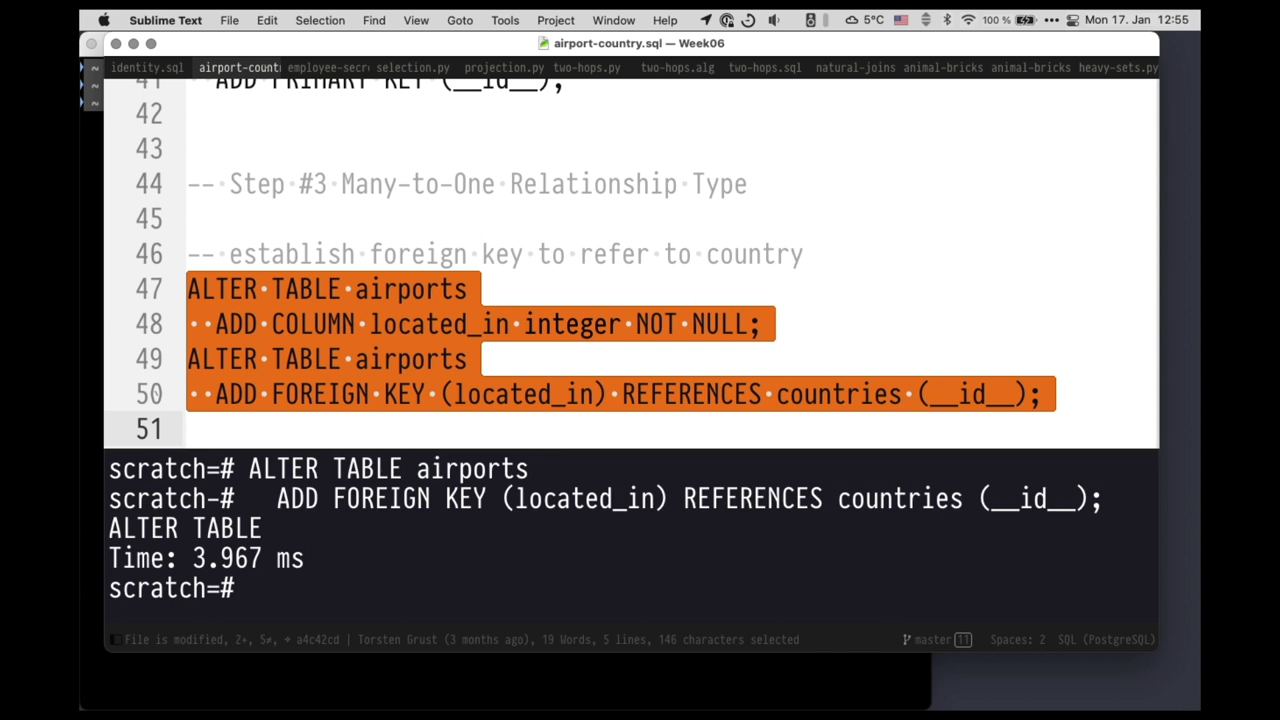 Sublime Text File Edit Selection Find View Goto Tools Project Window Help 5°C 100 % Mon 17. Jan 12:55
airport-country.sql — Week06
identity.sql airport-count employee-secr selection.py projection.py two-hops.py two-hops.alg two-hops.sql natural-joins animal-bricks animal-bricks heavy-sets.py
~
~
~
41 ADD PRIMARY KEY (__id__);
42
43
44 -- Step #3 Many-to-One Relationship Type
45
46 -- establish foreign key to refer to country
47 ALTER TABLE airports
48 ADD COLUMN located_in integer NOT NULL;
49 ALTER TABLE airports
50 ADD FOREIGN KEY (located_in) REFERENCES countries (__id__);
51
scratch=# ALTER TABLE airports
scratch-# ADD FOREIGN KEY (located_in) REFERENCES countries (__id__);
ALTER TABLE
Time: 3.967 ms
scratch=#
File is modified, 2+, 5≠, + a4c42cd | Torsten Grust (3 months ago), 19 Words, 5 lines, 146 characters selected master 11 Spaces: 2 SQL (PostgreSQL)